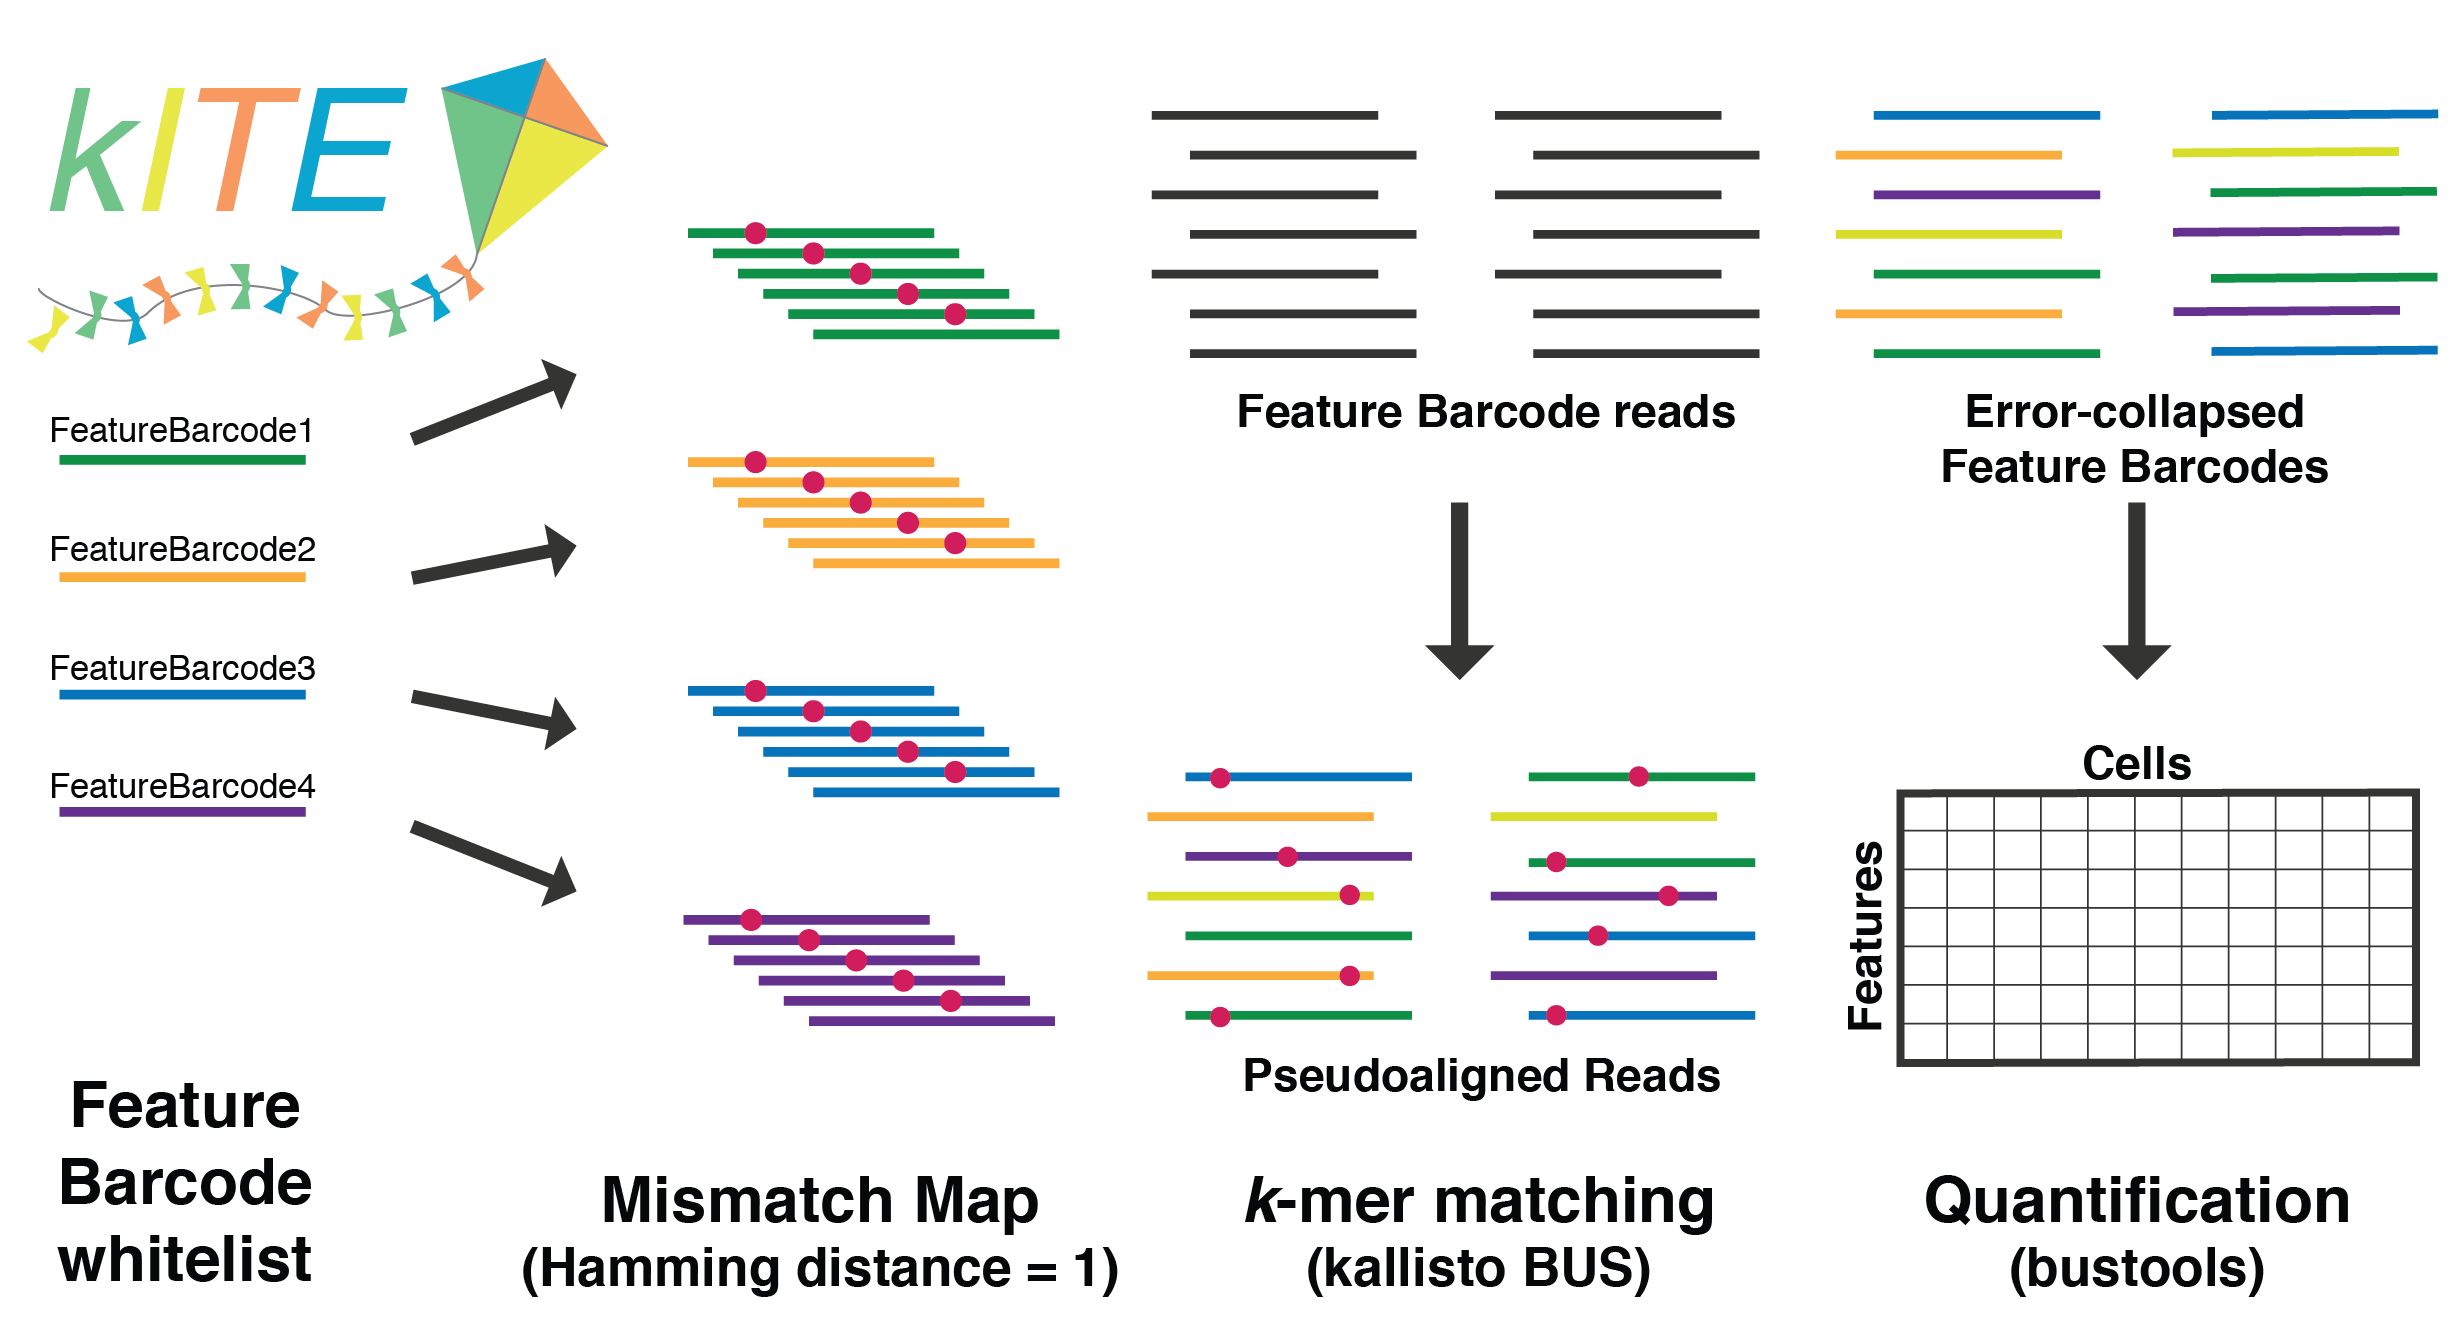 kITE
FeatureBarcode1
FeatureBarcode2
FeatureBarcode3
FeatureBarcode4
Feature
Barcode
whitelist
Mismatch Map
(Hamming distance = 1)
Feature Barcode reads
Pseudoaligned Reads
k-mer matching
(kallisto BUS)
Error-collapsed
Feature Barcodes
Cells
Features
Quantification
(bustools)